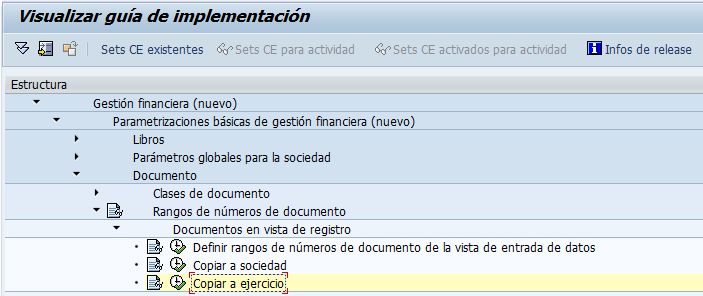 Visualizar guía de implementación
Sets CE existentes Sets CE para actividad Sets CE activados para actividad Infos de release
Estructura
Gestión financiera (nuevo)
Parametrizaciones básicas de gestión financiera (nuevo)
Libros
Parámetros globales para la sociedad
Documento
Clases de documento
Rangos de números de documento
Documentos en vista de registro
Definir rangos de números de documento de la vista de entrada de datos
Copiar a sociedad
Copiar a ejercicio